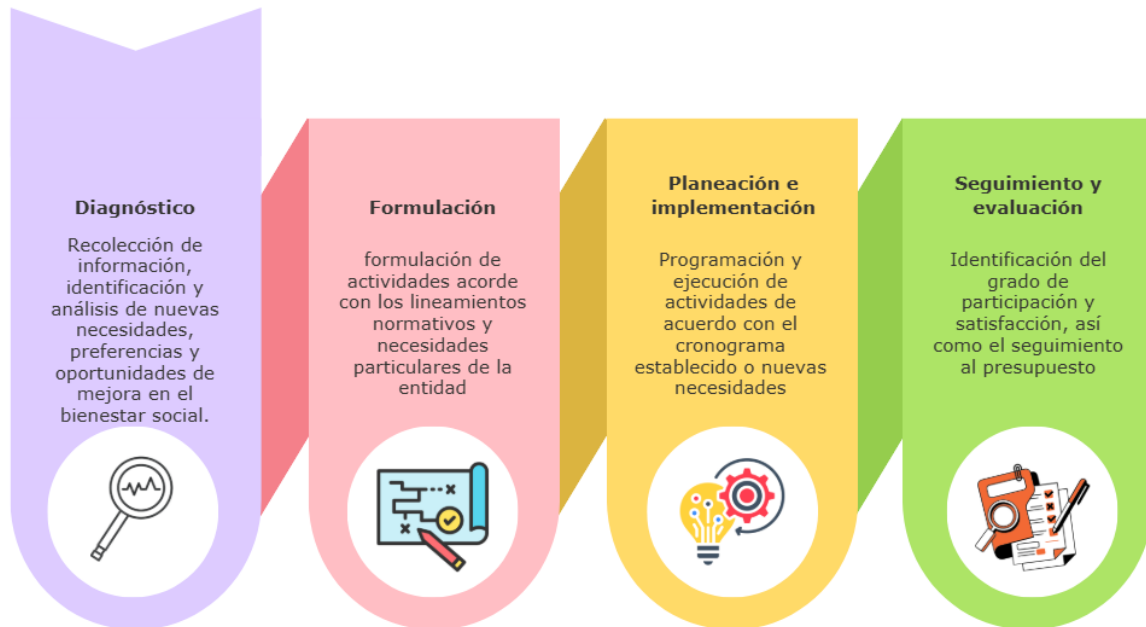 Diagnóstico
Recolección de
información,
identificación y
análisis de nuevas
necesidades,
preferencias y
oportunidades de
mejora en el
bienestar social.
Formulación
formulación de
actividades acorde
con los lineamientos
normativos y
necesidades
particulares de la
entidad
Planeación e
implementación
Programación y
ejecución de
actividades de
acuerdo con el
cronograma
establecido o nuevas
necesidades
Seguimiento y
evaluación
Identificación del
grado de
participación y
satisfacción, así
como el seguimiento
al presupuesto